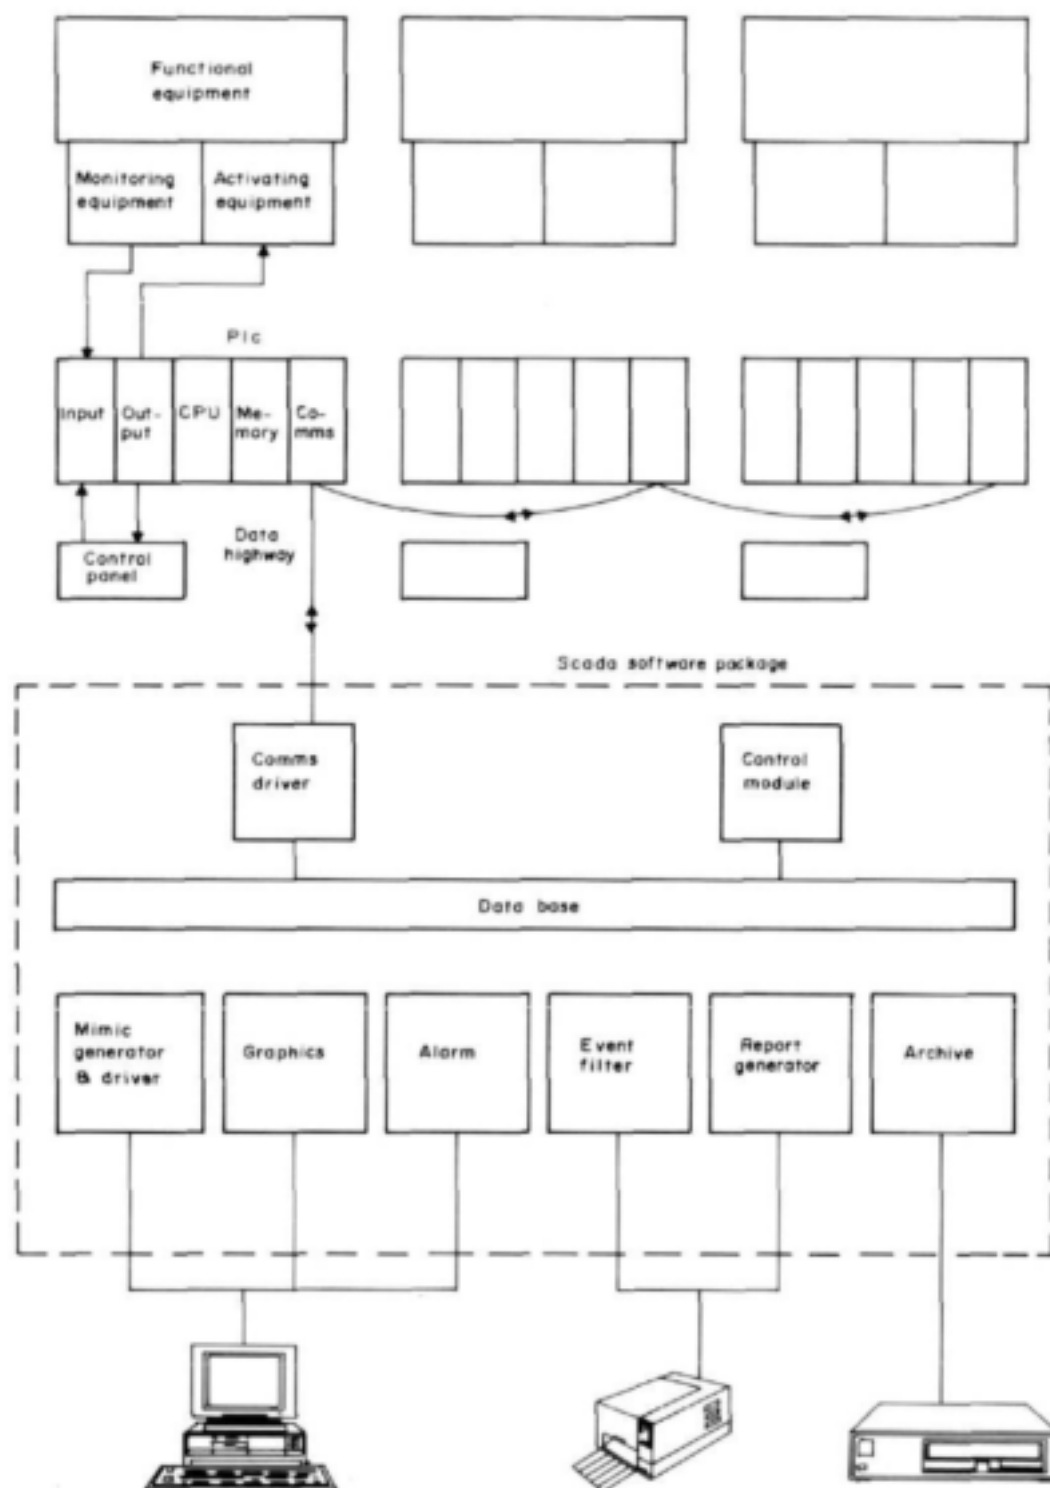 Functional
equipment
Monitoring
equipment
Activating
equipment
Plc
Input
Out-
put
CPU
Me-
mory
Co-
mms
Control
panel
Data
highway
Scada software package
Comms
driver
Control
module
Data base
Mimic
generator
& driver
Graphics
Alarm
Event
filter
Report
generator
Archive